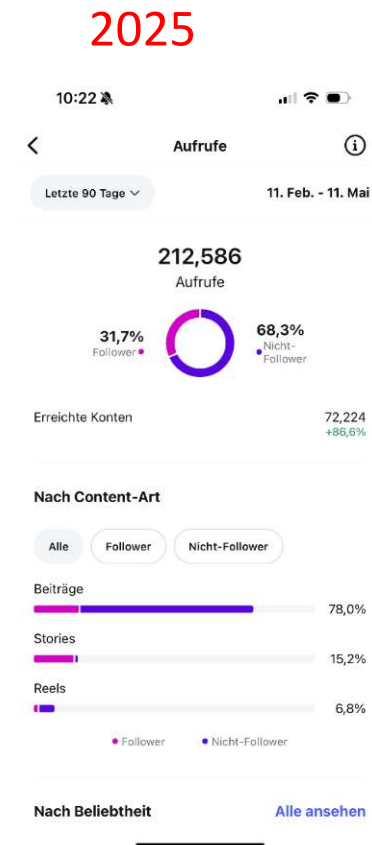 2025
10:22
Aufrufe
Letzte 90 Tage
11. Feb. - 11. Mai
212,586
Aufrufe
31,7%
Follower
68,3%
Nicht-
Follower
Erreichte Konten
72,224
+86,6%
Nach Content-Art
Alle
Follower
Nicht-Follower
Beiträge
78,0%
Stories
15,2%
Reels
6,8%
Follower
Nicht-Follower
Nach Beliebtheit
Alle ansehen